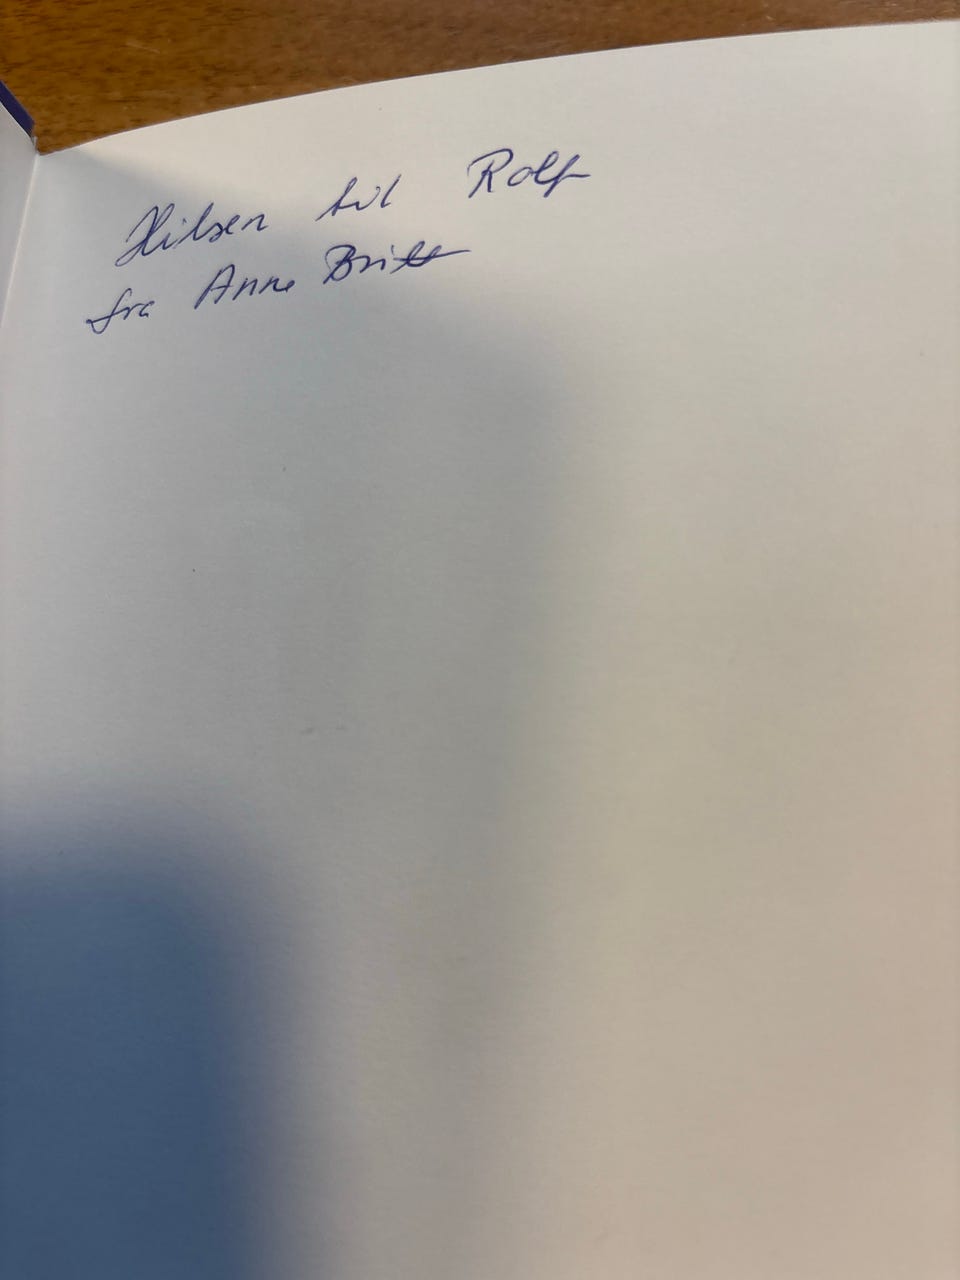 Hilsen til Rolf
fra Anne Britt